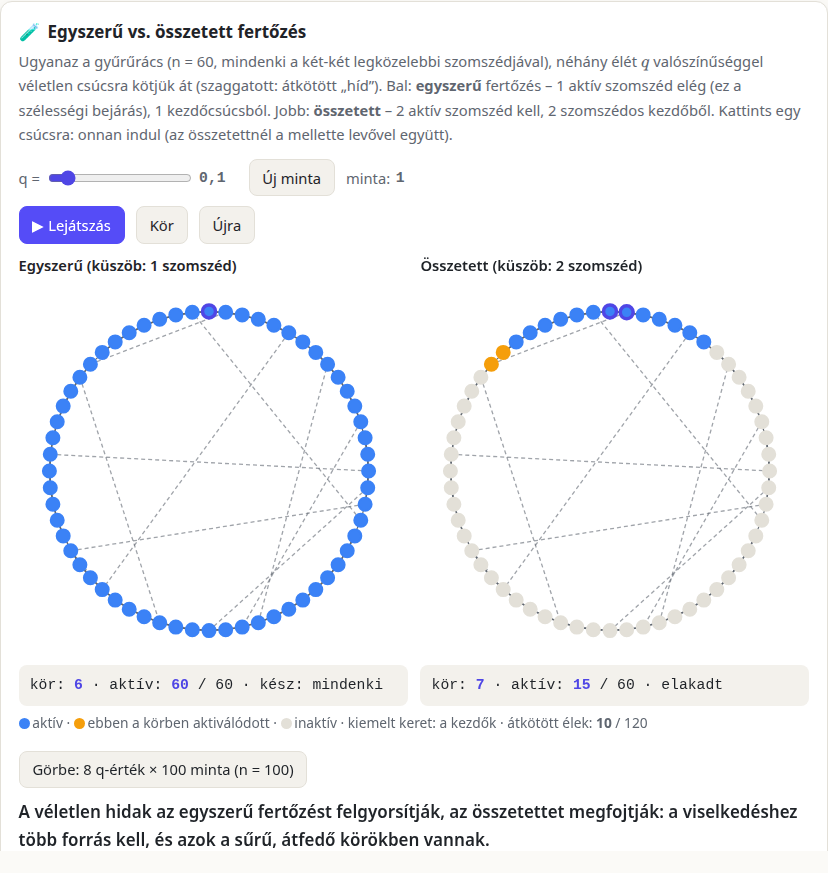 🧪 Egyszerű vs. összetett fertőzés
Ugyanaz a gyűrűrács (n = 60, mindenki a két-két legközelebbi szomszédjával), néhány élét q valószínűséggel
véletlen csúcsra kötjük át (szaggatott: átkötött „híd”). Bal: egyszerű fertőzés – 1 aktív szomszéd elég (ez a
szélességi bejárás), 1 kezdőcsúcsból. Jobb: összetett – 2 aktív szomszéd kell, 2 szomszédos kezdőből. Kattints egy
csúcsra: onnan indul (az összetettnél a mellette levővel együtt).
q = 0,1 Új minta minta: 1
▶ Lejátszás Kör Újra
Egyszerű (küszöb: 1 szomszéd) Összetett (küszöb: 2 szomszéd)
kör: 6 · aktív: 60 / 60 · kész: mindenki kör: 7 · aktív: 15 / 60 · elakadt
aktív · ebben a körben aktiválódott · inaktív · kiemelt keret: a kezdők · átkötött élek: 10 / 120
Görbe: 8 q-érték × 100 minta (n = 100)
A véletlen hidak az egyszerű fertőzést felgyorsítják, az összetettet megfojtják: a viselkedéshez
több forrás kell, és azok a sűrű, átfedő körökben vannak.